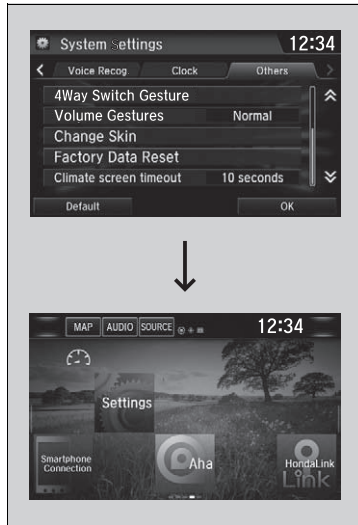 System Settings 12:34
Voice Recog. Clock Others
4Way Switch Gesture
Volume Gestures Normal
Change Skin
Factory Data Reset
Climate screen timeout 10 seconds
Default OK
MAP AUDIO SOURCE 12:34
Settings
Smartphone
Connection
Aha
HondaLink
Link